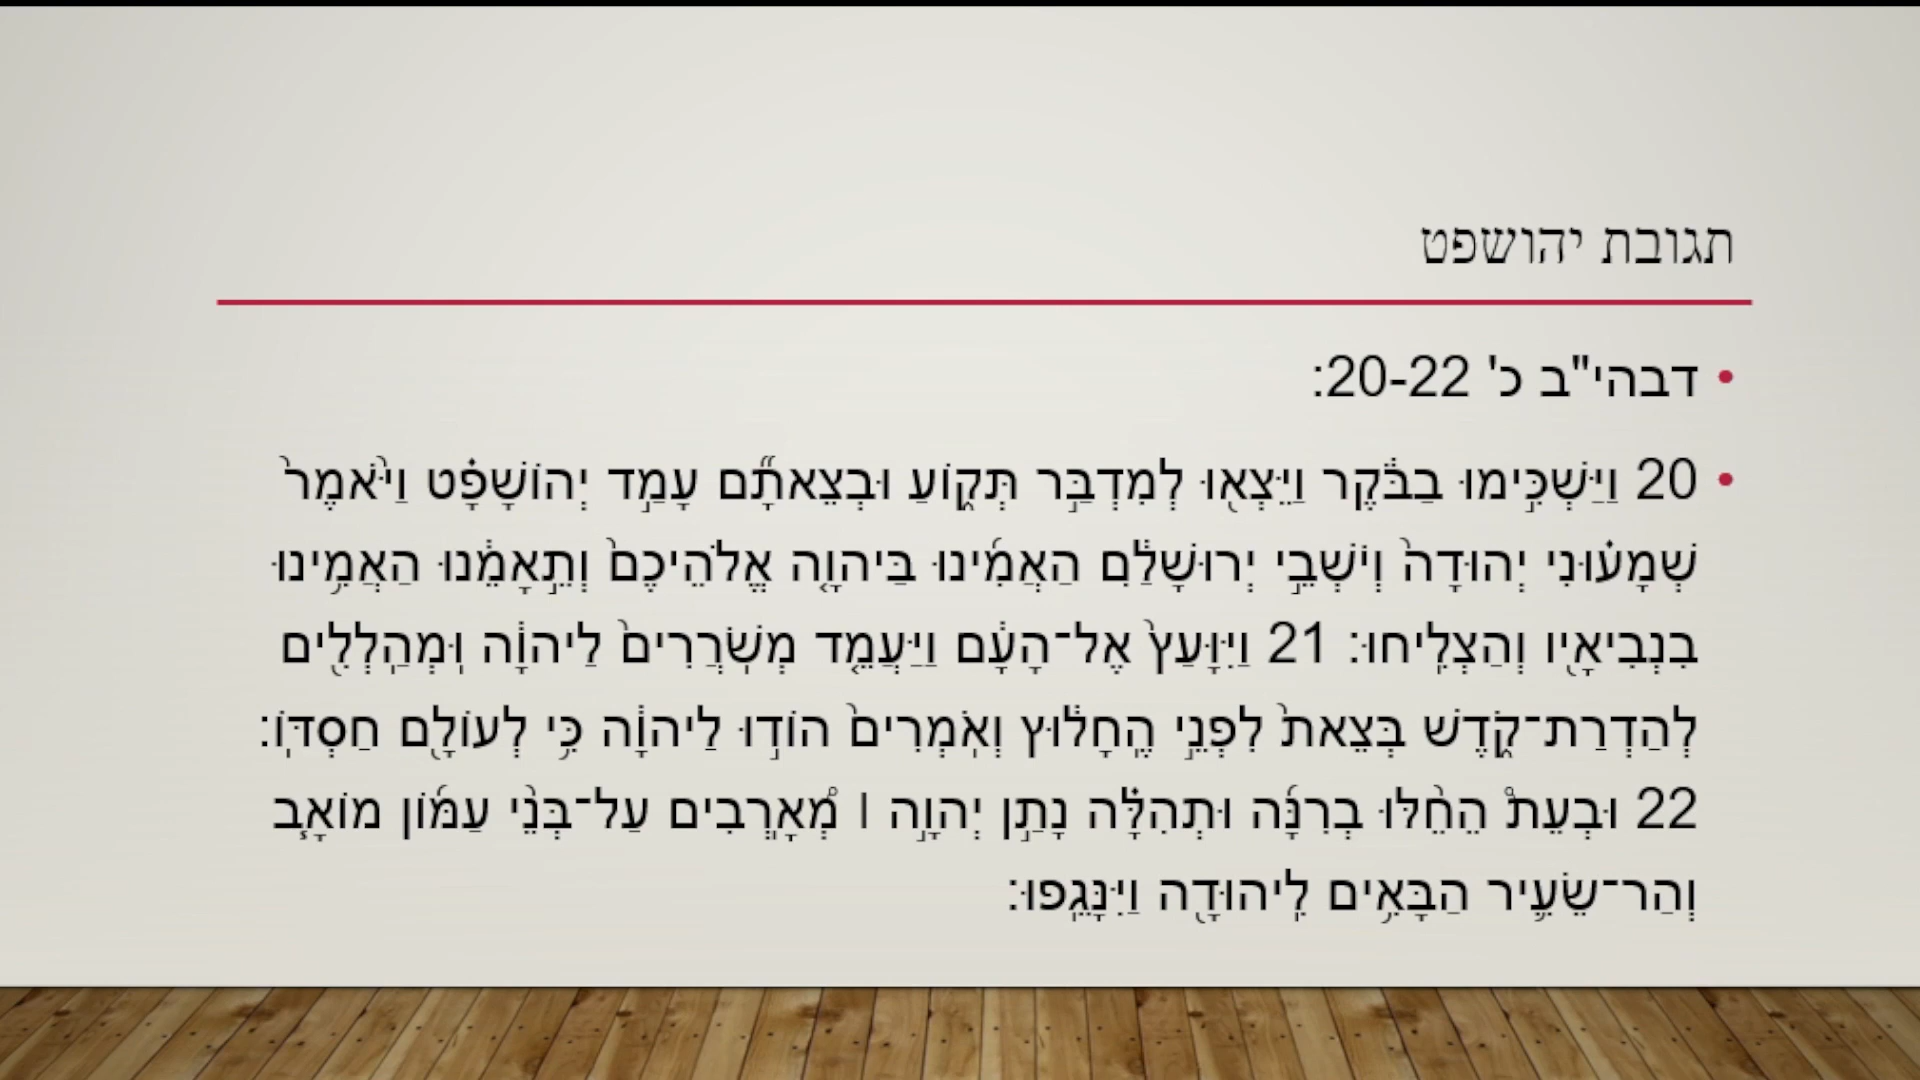 תגובת יהושפט
• דבהי"ב כ' 20-22:
• 20 וַיַּשְׁכִּ֣ימוּ בַבֹּ֔קֶר וַיֵּצְא֖וּ לְמִדְבַּ֣ר תְּק֑וֹעַ וּבְצֵאתָ֞ם עָמַ֣ד יְהוֹשָׁפָ֗ט וַיֹּ֙אמֶר֙
שְׁמָע֗וּנִי יְהוּדָה֙ וְיֹשְׁבֵ֣י יְרוּשָׁלִַ֔ם הַאֲמִ֜ינוּ בַּיהוָ֤ה אֱלֹהֵיכֶם֙ וְתֵ֣אָמֵ֔נוּ הַאֲמִ֥ינוּ
בִנְבִיאָ֖יו וְהַצְלִֽיחוּ׃ 21 וַיִּוָּעַץ֙ אֶל־הָעָ֔ם וַיַּעֲמֵ֤ד מְשֹֽׁרֲרִים֙ לַיהוָ֔ה וּֽמְהַֽלְלִ֖ים
לְהַדְרַת־קֹ֑דֶשׁ בְּצֵאת֙ לִפְנֵ֣י הֶֽחָל֔וּץ וְאֹֽמְרִים֙ הוֹד֣וּ לַיהוָ֔ה כִּ֥י לְעוֹלָ֖ם חַסְדּֽוֹ׃
22 וּבְעֵת֩ הֵחֵ֨לּוּ בְרִנָּ֜ה וּתְהִלָּ֗ה נָתַ֣ן יְהוָ֣ה ׀ מְ֠אָֽרְבִים עַל־בְּנֵ֨י עַמּ֜וֹן מוֹאָ֧ב
וְהַר־שֵׂעִ֛יר הַבָּאִ֥ים לִֽיהוּדָ֖ה וַיִּנָּגֵֽפוּ׃